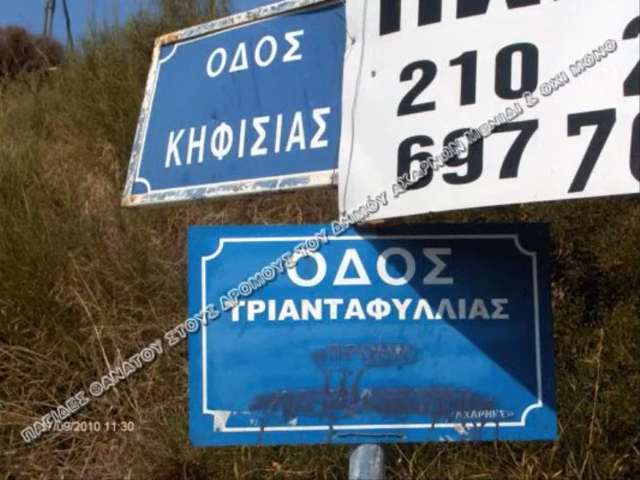 ΟΔΟΣ
ΚΗΦΙΣΙΑΣ
210
697 7
ΟΔΟΣ
ΤΡΙΑΝΤΑΦΥΛΛΙΑΣ
«ΑΧΑΡΝΕΣ»
ΠΑΓΙΔΕΣ ΘΑΝΑΤΟΥ ΣΤΟΥΣ ΔΡΟΜΟΥΣ ΤΟΥ ΔΗΜΟΥ ΑΧΑΡΝΩΝ ΜΕΝΙΔΙ & ΟΧΙ ΜΟΝΟ
17/09/2010 11:30